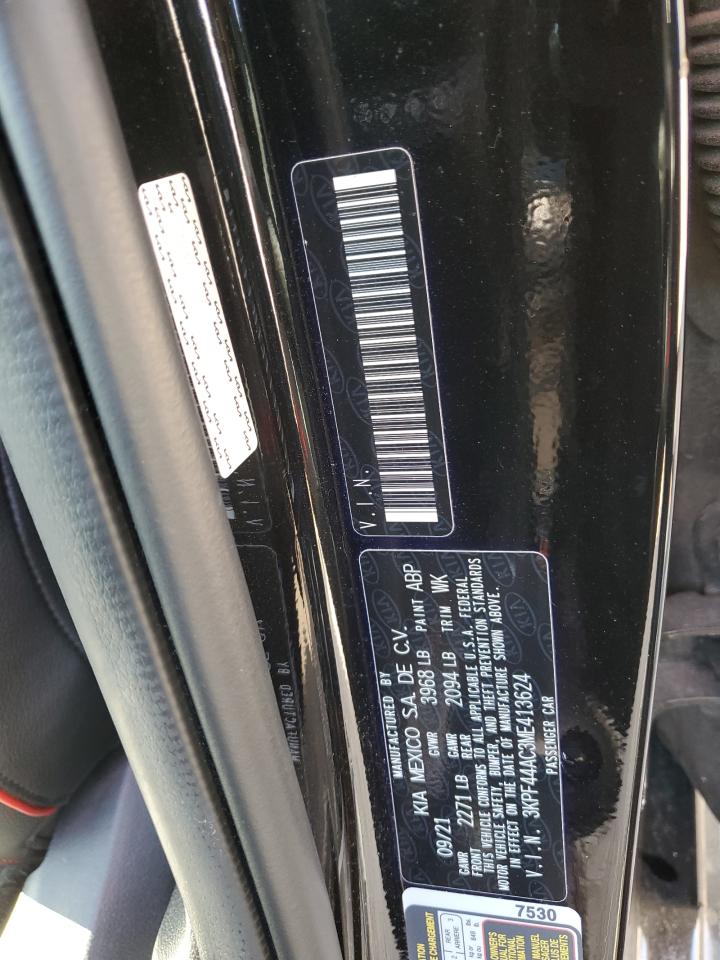 V.I.N.
MANUFACTURED BY
KIA MEXICO S.A. DE C.V.
09/21 GVWR 3968 LB PAINT ABP
GAWR FRONT 2271 LB GAWR REAR 2094 LB TRIM WK
THIS VEHICLE CONFORMS TO ALL APPLICABLE U.S.A. FEDERAL
MOTOR VEHICLE SAFETY, BUMPER, AND THEFT PREVENTION STANDARDS
IN EFFECT ON THE DATE OF MANUFACTURE SHOWN ABOVE.
V.I.N. 3KPF44AC3ME413624
PASSENGER CAR
7530